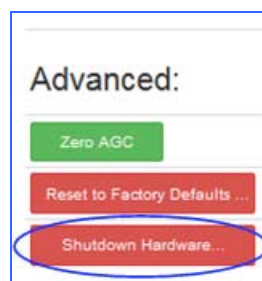 Advanced:
Zero AGC
Reset to Factory Defaults ...
Shutdown Hardware...